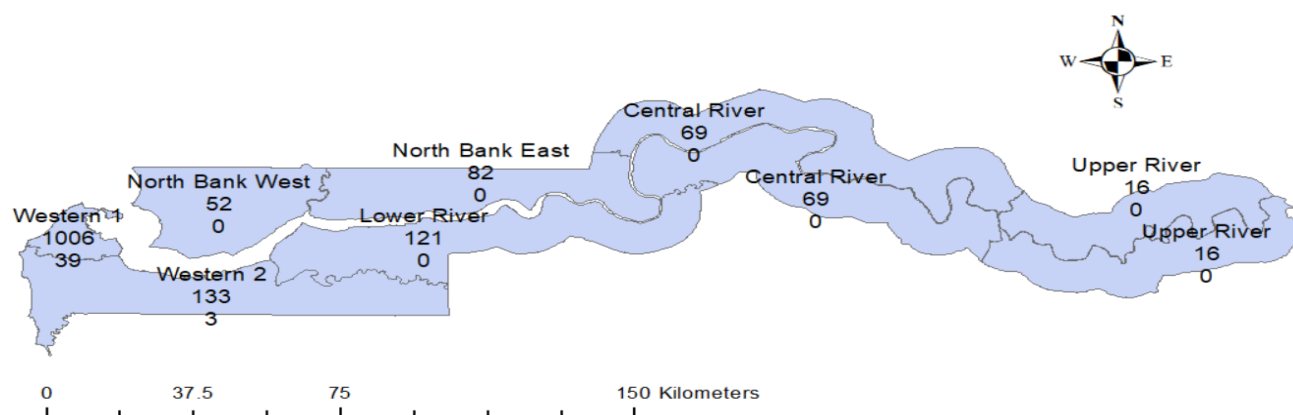 N
W E
S
Central River
69
0
North Bank East
82
0
North Bank West
52
0
Central River
69
0
Upper River
16
0
Western 1
1006
39
Lower River
121
0
Upper River
16
0
Western 2
133
3
0 37.5 75 150 Kilometers